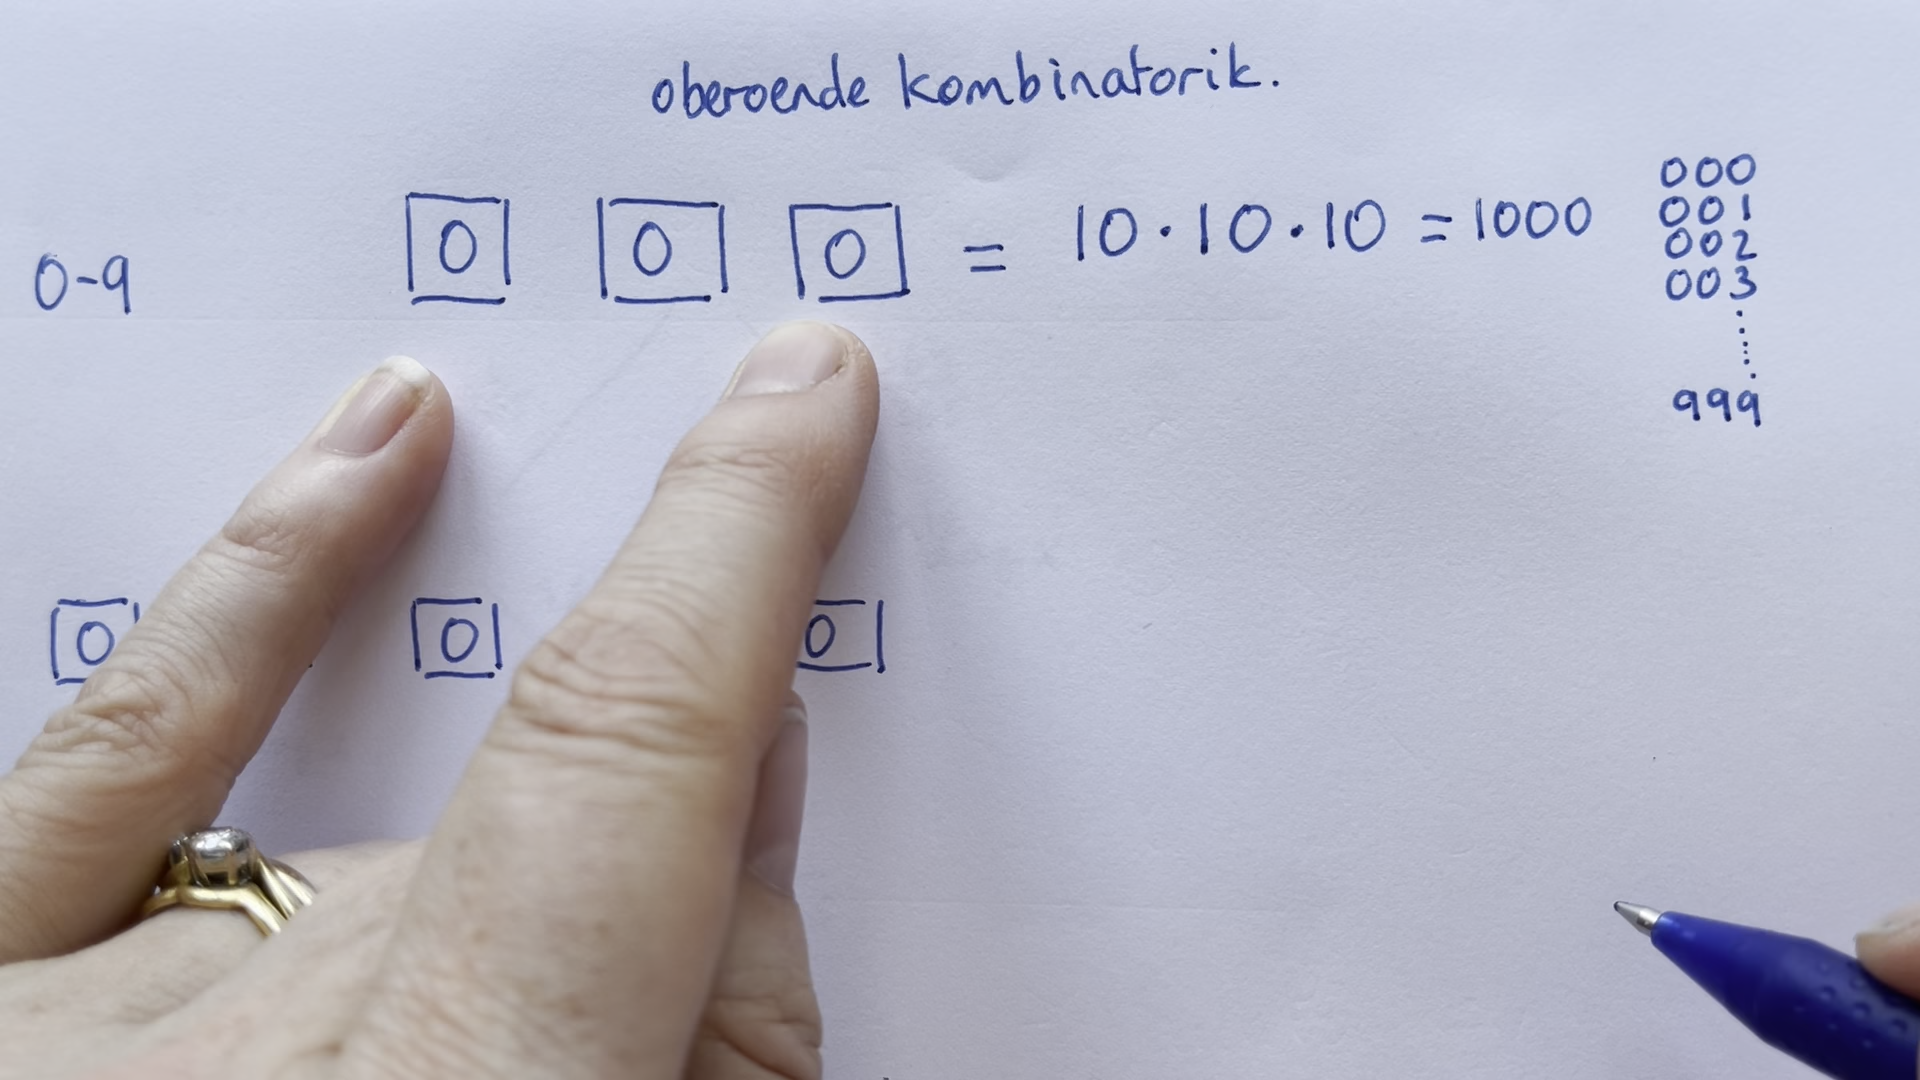 oberoende kombinatorik.
0-9 0 0 0 = 10·10·10 = 1000
000
001
002
003
999
0 0 0